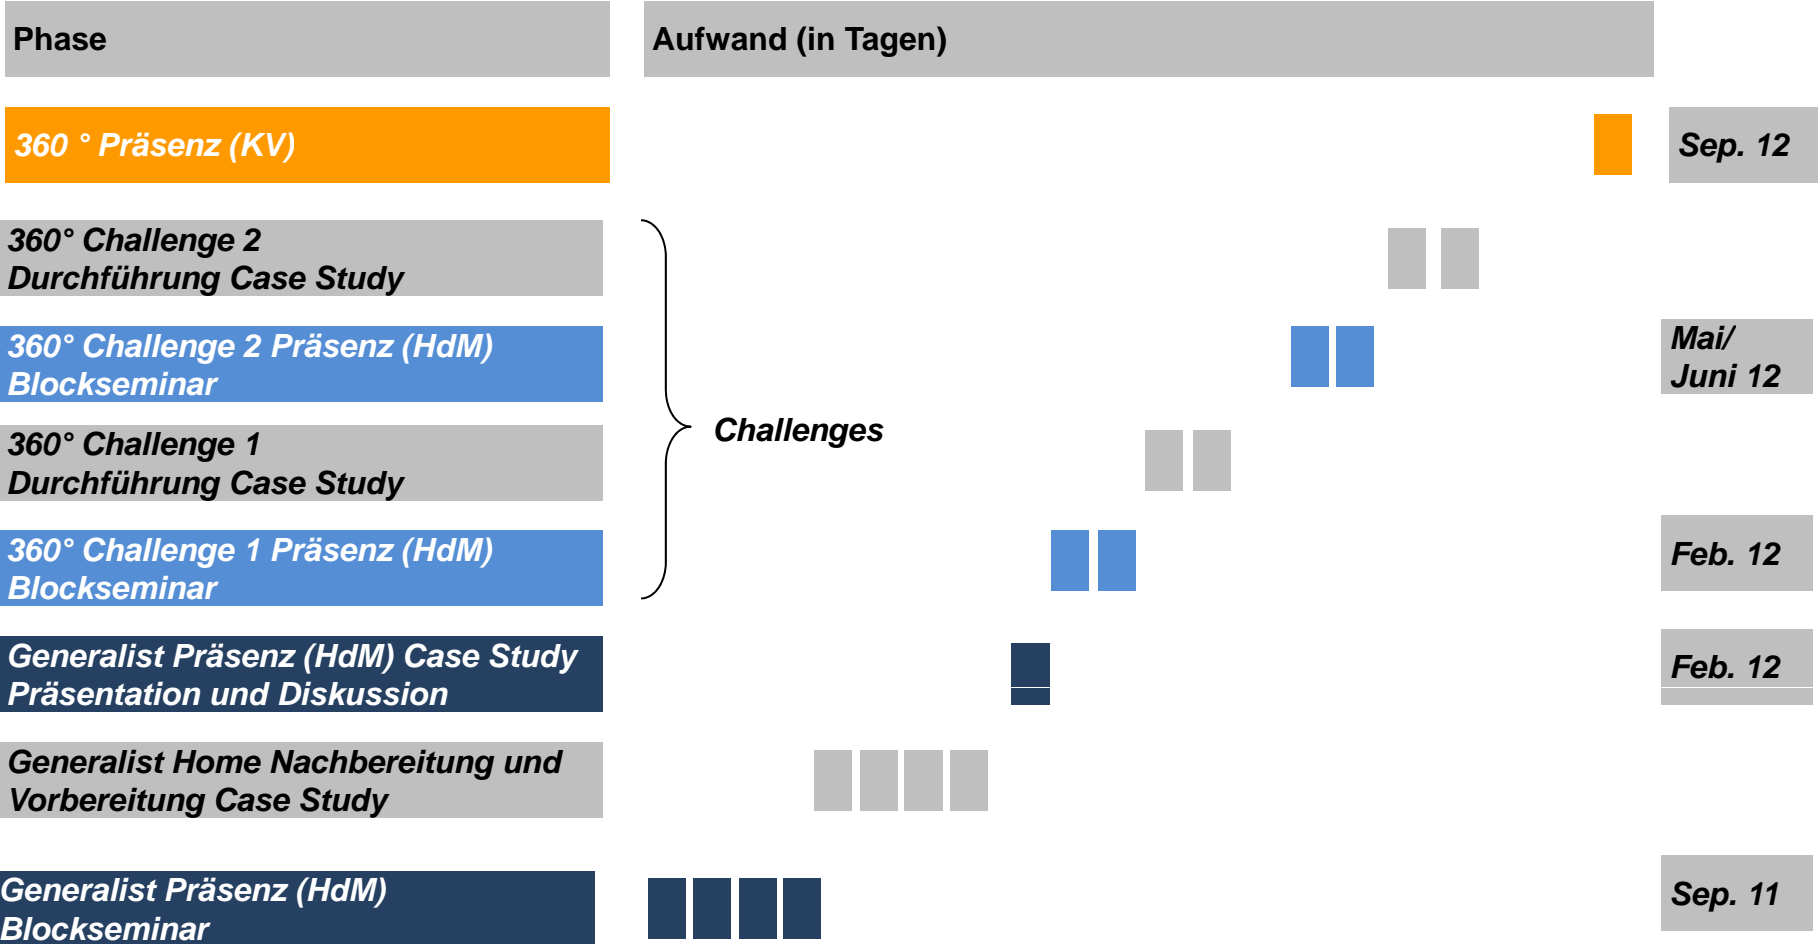 Phase
Aufwand (in Tagen)
360 ° Präsenz (KV)
Sep. 12
360° Challenge 2
Durchführung Case Study
360° Challenge 2 Präsenz (HdM)
Blockseminar
Mai/
Juni 12
Challenges
360° Challenge 1
Durchführung Case Study
360° Challenge 1 Präsenz (HdM)
Blockseminar
Feb. 12
Generalist Präsenz (HdM) Case Study
Präsentation und Diskussion
Feb. 12
Generalist Home Nachbereitung und
Vorbereitung Case Study
Generalist Präsenz (HdM)
Blockseminar
Sep. 11